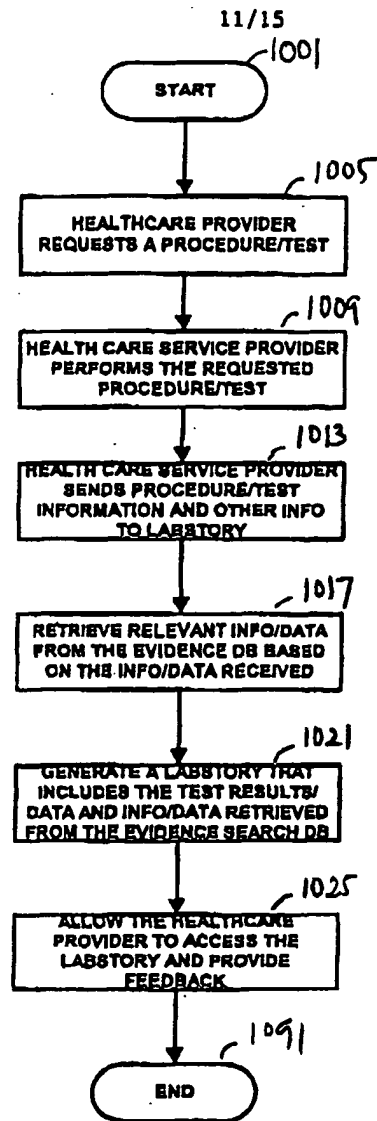 11/15
1001
START
1005
HEALTHCARE PROVIDER
REQUESTS A PROCEDURE/TEST
1009
HEALTH CARE SERVICE PROVIDER
PERFORMS THE REQUESTED
PROCEDURE/TEST
1013
HEALTH CARE SERVICE PROVIDER
SENDS PROCEDURE/TEST
INFORMATION AND OTHER INFO
TO LABSTORY
1017
RETRIEVE RELEVANT INFO/DATA
FROM THE EVIDENCE DB BASED
ON THE INFO/DATA RECEIVED
1021
GENERATE A LABSTORY THAT
INCLUDES THE TEST RESULTS/
DATA AND INFO/DATA RETRIEVED
FROM THE EVIDENCE SEARCH DB
1025
ALLOW THE HEALTHCARE
PROVIDER TO ACCESS THE
LABSTORY AND PROVIDE
FEEDBACK
1091
END